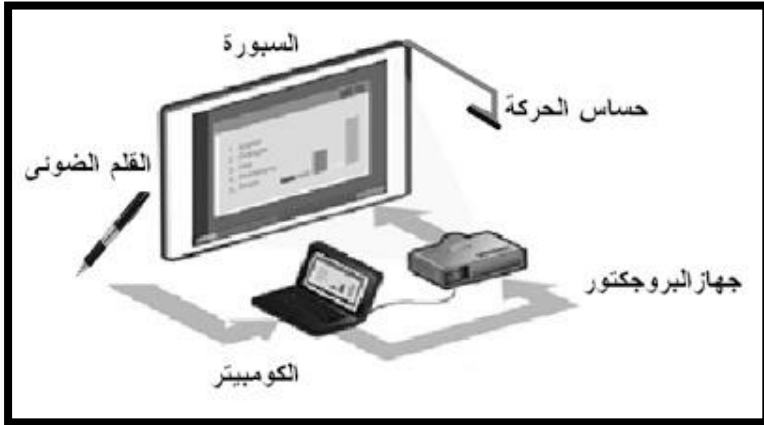 السبورة
حساس الحركة
القلم الضوئى
جهازالبروجكتور
الكومبيتر